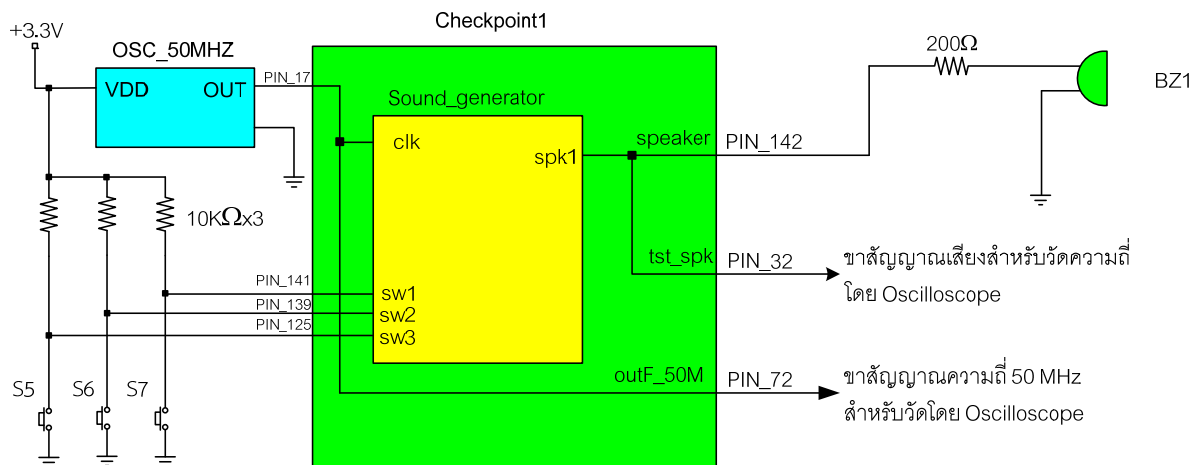 Checkpoint1
+3.3V
OSC_50MHZ
VDD OUT
PIN_17
200Ω
BZ1
Sound_generator
clk
spk1
speaker
PIN_142
10KΩx3
tst_spk
PIN_32
ขาสัญญาณเสียงสำหรับวัดความถี่
โดย Oscilloscope
PIN_141
PIN_139
PIN_125
sw1
sw2
sw3
outF_50M
PIN_72
ขาสัญญาณความถี่ 50 MHz
สำหรับวัดโดย Oscilloscope
S5
S6
S7